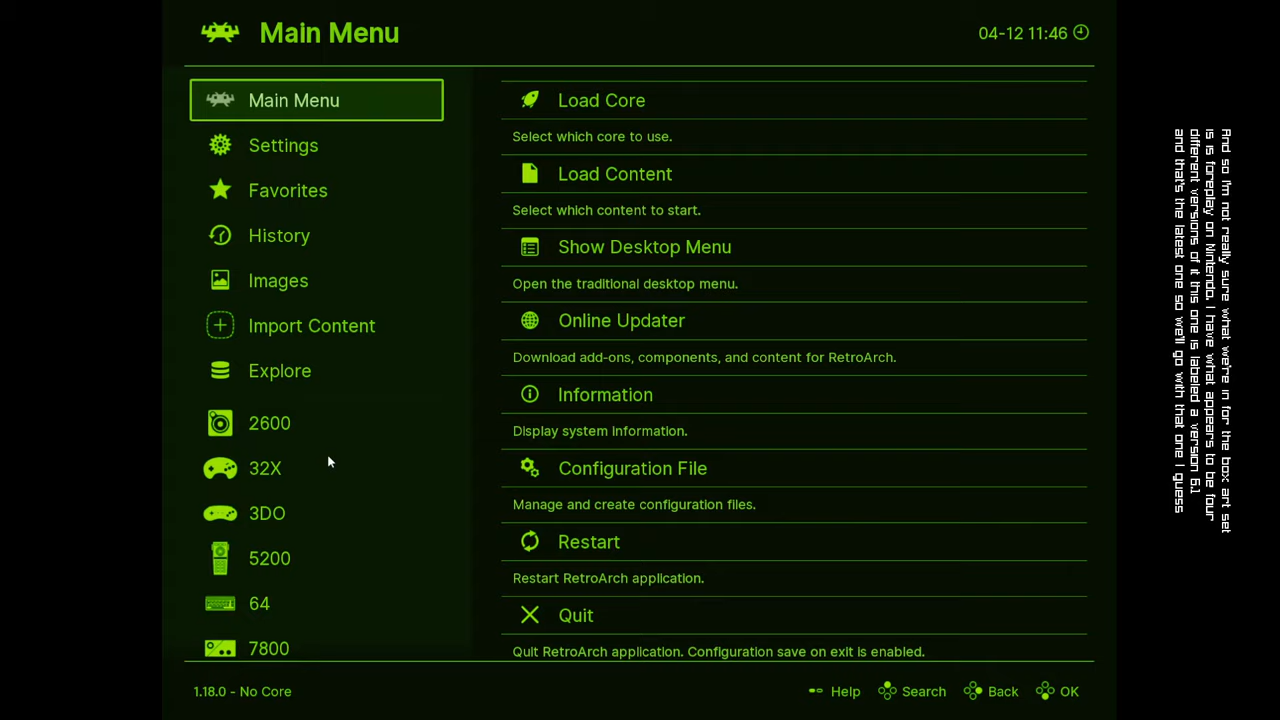 Main Menu
04-12 11:46
Main Menu
Settings
Favorites
History
Images
Import Content
Explore
2600
32X
3DO
5200
64
7800
Load Core
Select which core to use.
Load Content
Select which content to start.
Show Desktop Menu
Open the traditional desktop menu.
Online Updater
Download add-ons, components, and content for RetroArch.
Information
Display system information.
Configuration File
Manage and create configuration files.
Restart
Restart RetroArch application.
Quit
Quit RetroArch application. Configuration save on exit is enabled.
1.18.0 - No Core
Help
Search
Back
OK
And so I'm not really sure what we're in for the box art set
is is foreplay on Nintendo. I have what appears to be four
different versions of it this one is labeled a version 6.1
and that's the latest one so we'll go with that one I guess